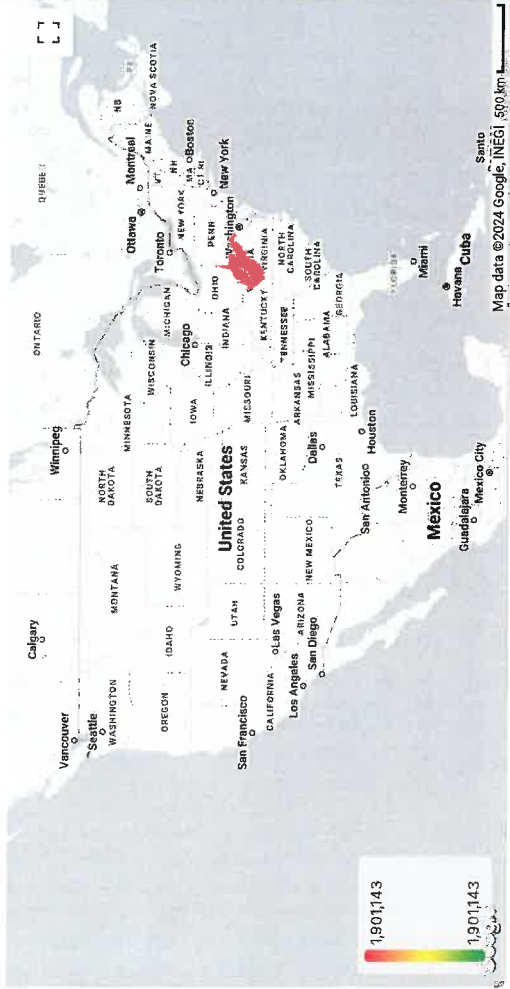 Calgary
Vancouver
Seattle
WASHINGTON
Winnipeg
ONTARIO
QUEBEC
MONTANA
NORTH
DAKOTA
MINNESOTA
Ottawa
Montreal
NB
MAINE
NOVA SCOTIA
OREGON
IDAHO
WYOMING
SOUTH
DAKOTA
WISCONSIN
MICHIGAN
Toronto
NEW YORK
VT
NH
MA
Boston
CT RI
New York
San Francisco
NEVADA
UTAH
NEBRASKA
IOWA
Chicago
ILLINOIS
INDIANA
OHIO
PENN
Washington
United States
COLORADO
KANSAS
MISSOURI
KENTUCKY
VIRGINIA
CALIFORNIA
Las Vegas
Los Angeles
San Diego
ARIZONA
NEW MEXICO
OKLAHOMA
ARKANSAS
TENNESSEE
NORTH
CAROLINA
SOUTH
CAROLINA
Dallas
MISSISSIPPI
ALABAMA
GEORGIA
TEXAS
LOUISIANA
San Antonio
Houston
FLORIDA
Monterrey
Miami
Mexico
Havana
Cuba
Guadalajara
Mexico City
Santo
1,901,143
1,901,143
Google
Map data ©2024 Google, INEGI
500 km